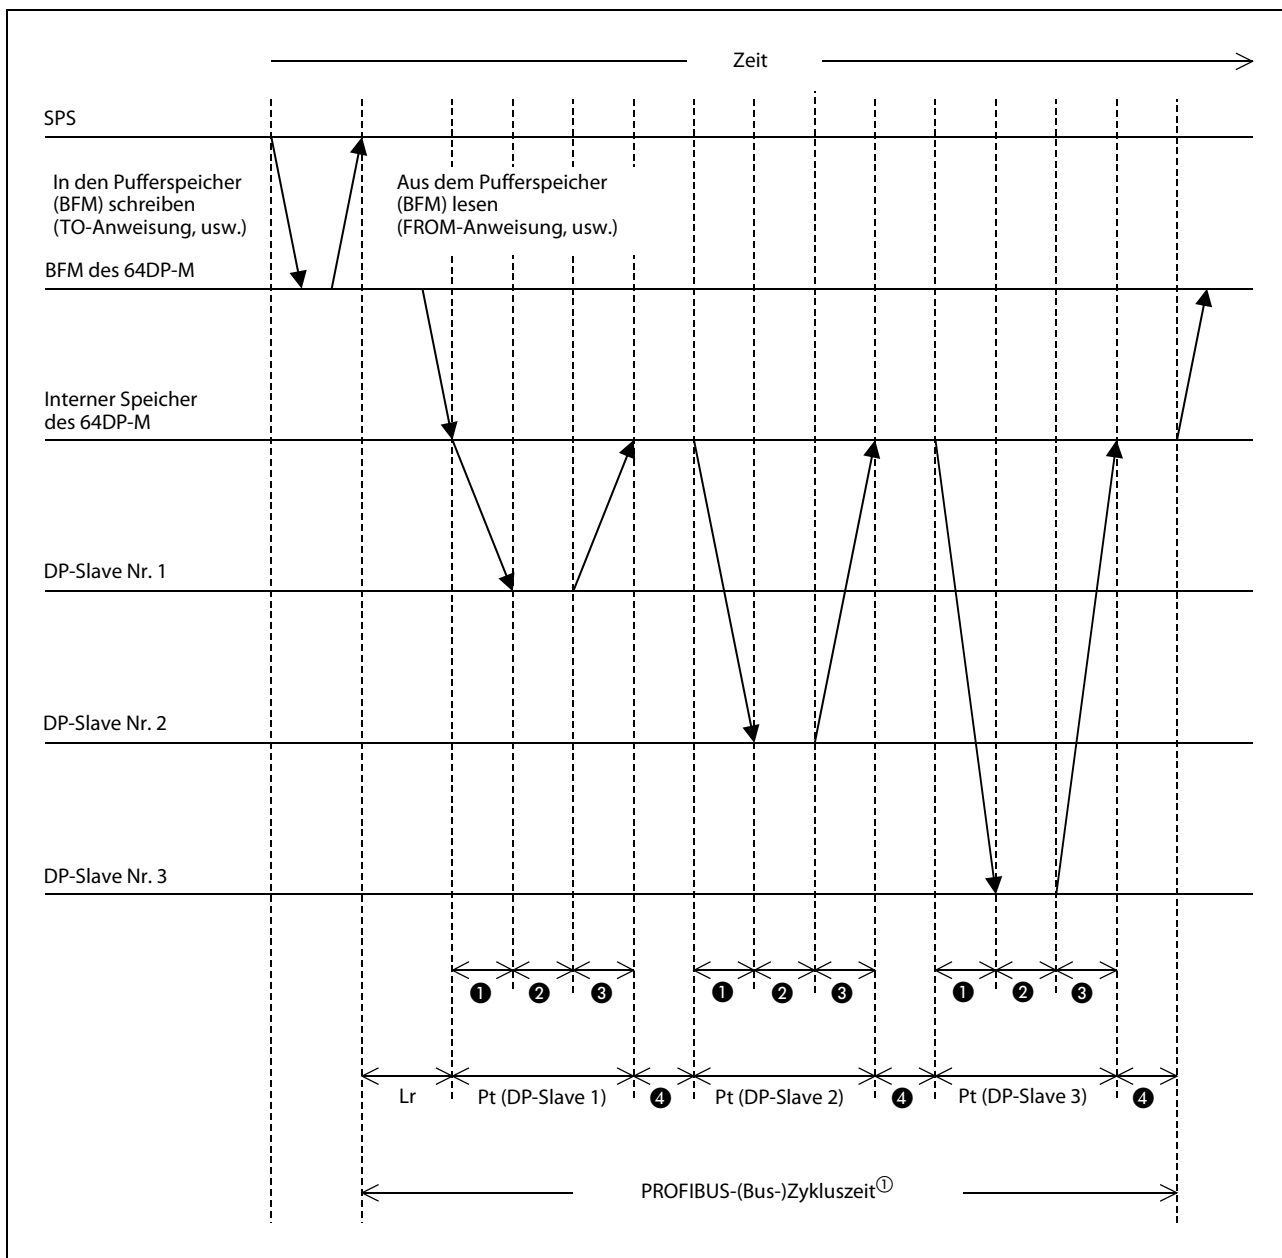 Zeit
SPS
In den Pufferspeicher
(BFM) schreiben
(TO-Anweisung, usw.)
Aus dem Pufferspeicher
(BFM) lesen
(FROM-Anweisung, usw.)
BFM des 64DP-M
Interner Speicher
des 64DP-M
DP-Slave Nr. 1
DP-Slave Nr. 2
DP-Slave Nr. 3
❶ ❷ ❸ ❶ ❷ ❸ ❶ ❷ ❸
Lr Pt (DP-Slave 1) ❹ Pt (DP-Slave 2) ❹ Pt (DP-Slave 3) ❹
PROFIBUS-(Bus-)Zykluszeit①